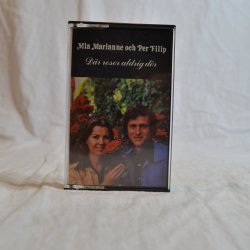 Mia Marianne och Per Filip
Där rosor aldrig dör